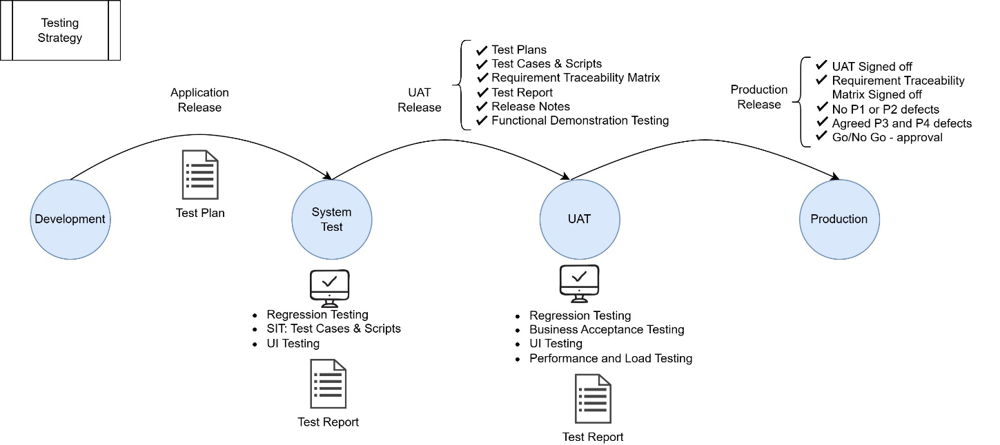 Testing
Strategy
Application
Release
UAT
Release
Test Plans
Test Cases & Scripts
Requirement Traceability Matrix
Test Report
Release Notes
Functional Demonstration Testing
Production
Release
UAT Signed off
Requirement Traceability
Matrix Signed off
No P1 or P2 defects
Agreed P3 and P4 defects
Go/No Go - approval
Test Plan
Development
System
Test
UAT
Production
Regression Testing
SIT: Test Cases & Scripts
UI Testing
Test Report
Regression Testing
Business Acceptance Testing
UI Testing
Performance and Load Testing
Test Report